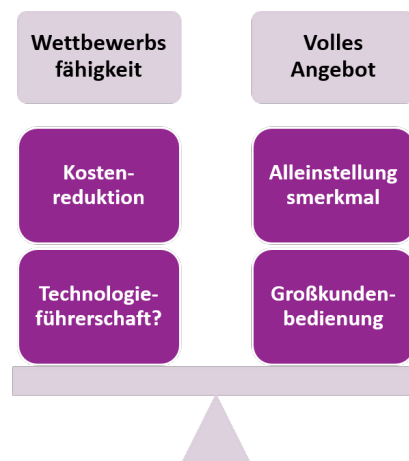 Wettbewerbs
fähigkeit
Volles
Angebot
Kosten-
reduktion
Alleinstellung
smerkmal
Technologie-
führerschaft?
Großkunden-
bedienung